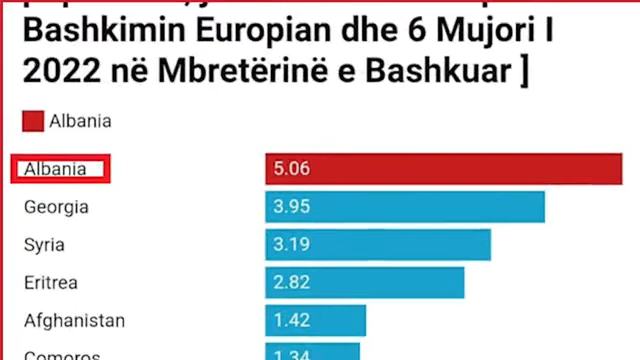 Bashkimin Europian dhe 6 Mujori I
2022 në Mbretërinë e Bashkuar ]
Albania
Albania 5.06
Georgia 3.95
Syria 3.19
Eritrea 2.82
Afghanistan 1.42
Comoros 1.34